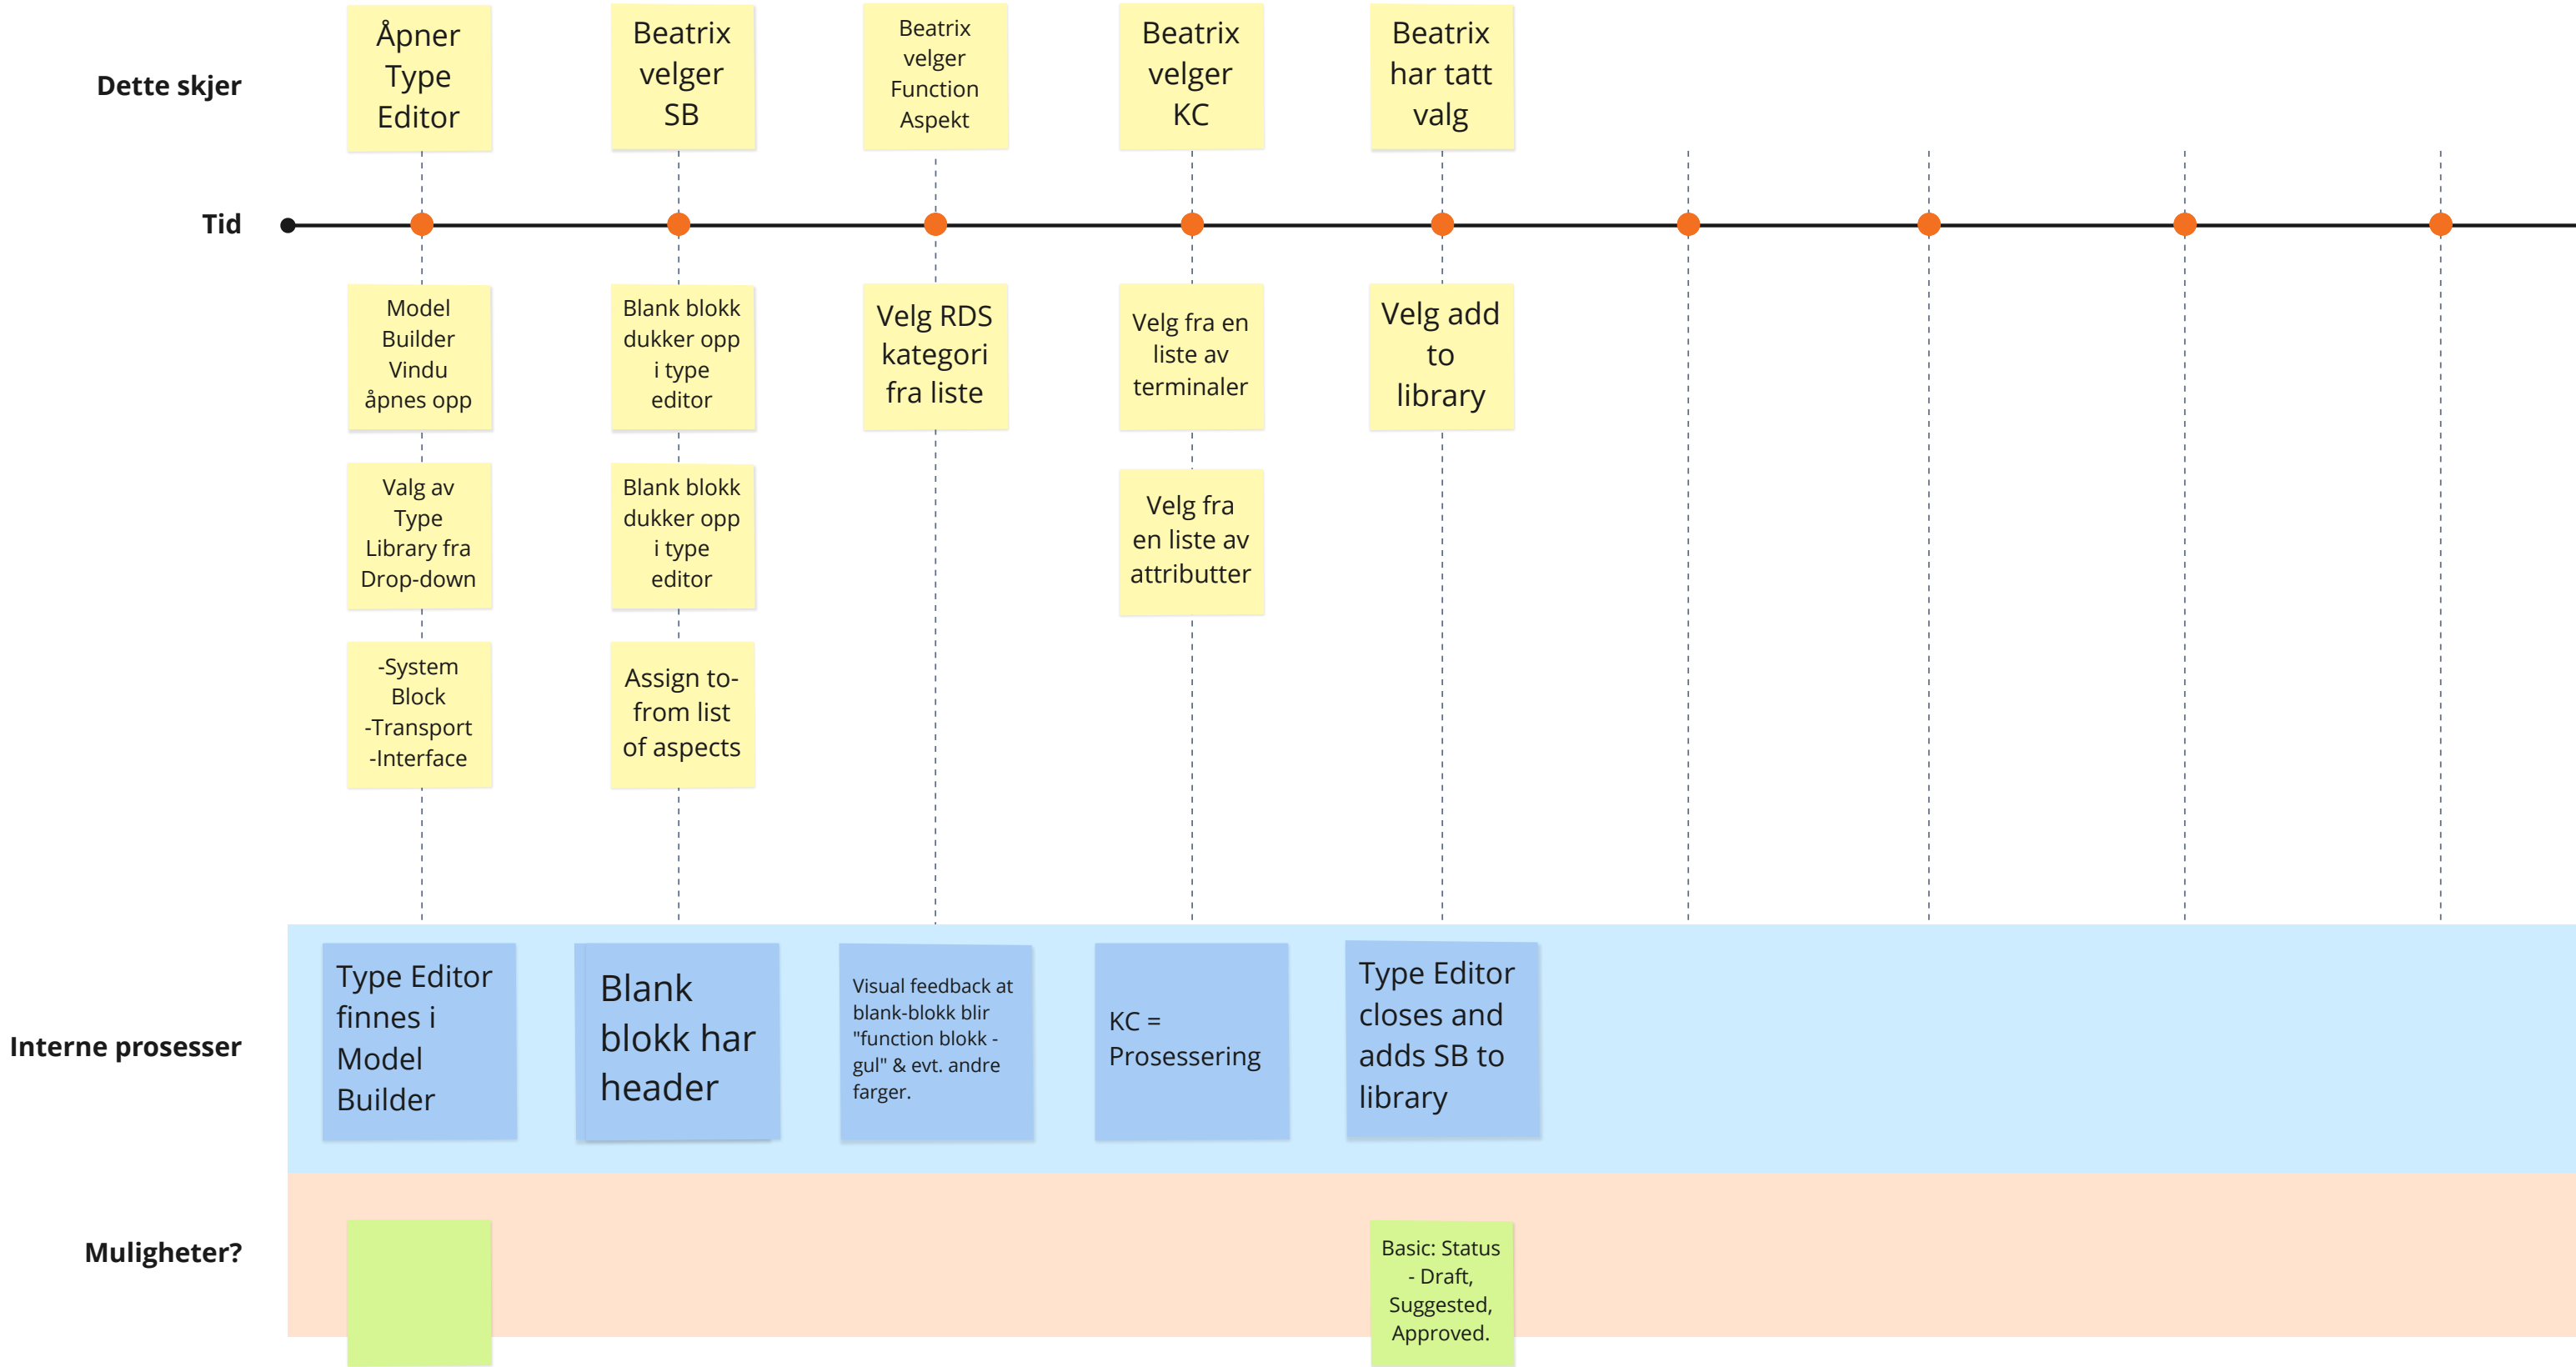 Dette skjer
Åpner
Type
Editor
Beatrix
velger
SB
Beatrix
velger
Function
Aspekt
Beatrix
velger
KC
Beatrix
har tatt
valg
Tid
Model
Builder
Vindu
åpnes opp
Blank blokk
dukker opp
i type
editor
Velg RDS
kategori
fra liste
Velg fra en
liste av
terminaler
Velg add
to
library
Valg av
Type
Library fra
Drop-down
Blank blokk
dukker opp
i type
editor
Velg fra
en liste av
attributter
-System
Block
-Transport
-Interface
Assign to-
from list
of aspects
Interne prosesser
Type Editor
finnes i
Model
Builder
Blank
blokk har
header
Visual feedback at
blank-blokk blir
"function blokk -
gul" & evt. andre
farger.
KC =
Prosessering
Type Editor
closes and
adds SB to
library
Muligheter?
Basic: Status
- Draft,
Suggested,
Approved.